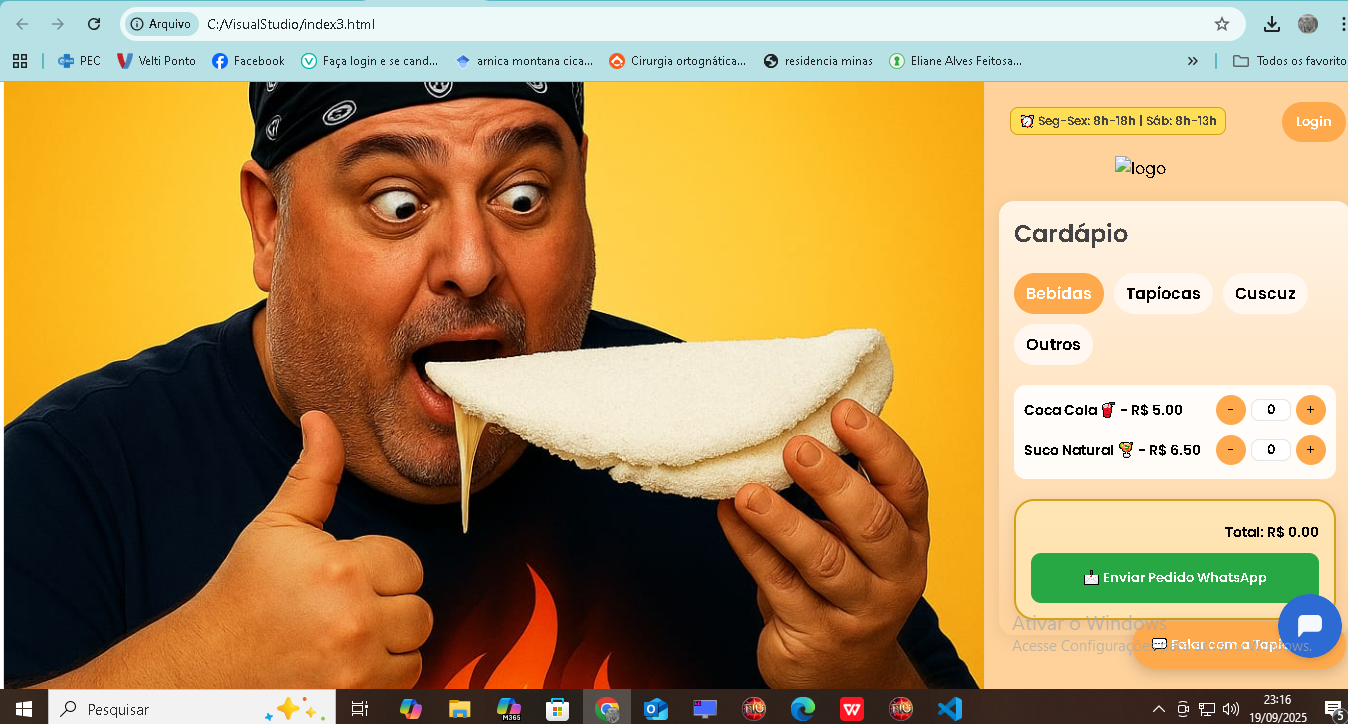 Arquivo C:/VisualStudio/index3.html
PEC Velti Ponto Facebook Faça login e se cand... arnica montana cica... Cirurgia ortognática... residencia minas Eliane Alves Feitosa... » Todos os favorito
Seg-Sex: 8h-18h | Sáb: 8h-13h
Login
logo
Cardápio
Bebidas Tapiocas Cuscuz
Outros
Coca Cola 🥤 - R$ 5.00 - 0 +
Suco Natural 🍹 - R$ 6.50 - 0 +
Total: R$ 0.00
📩 Enviar Pedido WhatsApp
Ativar o Windows
💬 Falar com a Tapi
Pesquisar
M365
23:16
19/09/2025
5